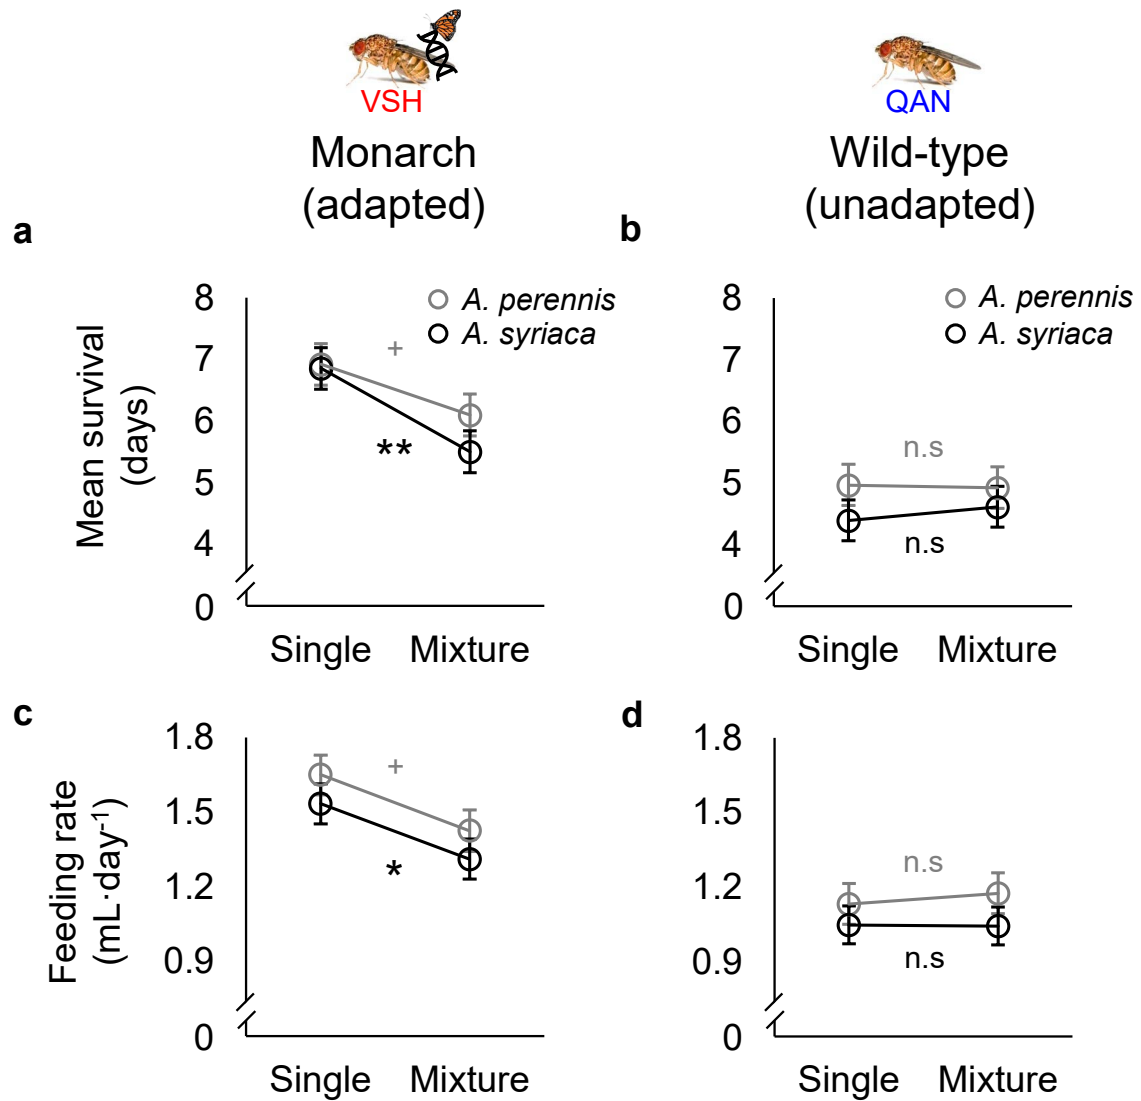 VSH
QAN
Monarch
(adapted)
Wild-type
(unadapted)
a
b
Mean survival
(days)
8
7
6
5
4
0
A. perennis
A. syriaca
+
**
Single
Mixture
8
7
6
5
4
0
A. perennis
A. syriaca
n.s
n.s
Single
Mixture
c
d
Feeding rate
(mL·day-1)
1.8
1.5
1.2
0.9
0
+
*
Single
Mixture
1.8
1.5
1.2
0.9
0
n.s
n.s
Single
Mixture